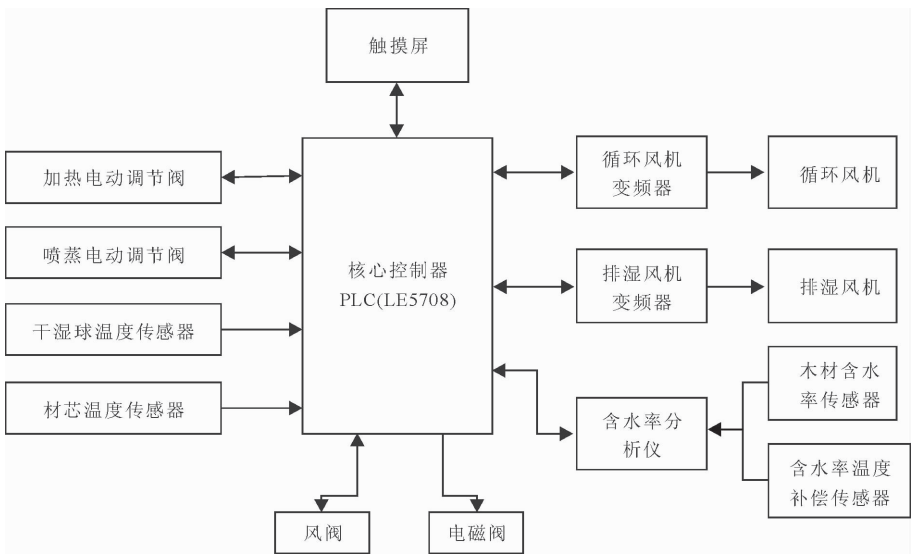 触摸屏
加热电动调节阀
喷蒸电动调节阀
干湿球温度传感器
材芯温度传感器
核心控制器
PLC(LE5708)
循环风机
变频器
循环风机
排湿风机
变频器
排湿风机
含水率分
析仪
木材含水
率传感器
含水率温度
补偿传感器
风阀
电磁阀